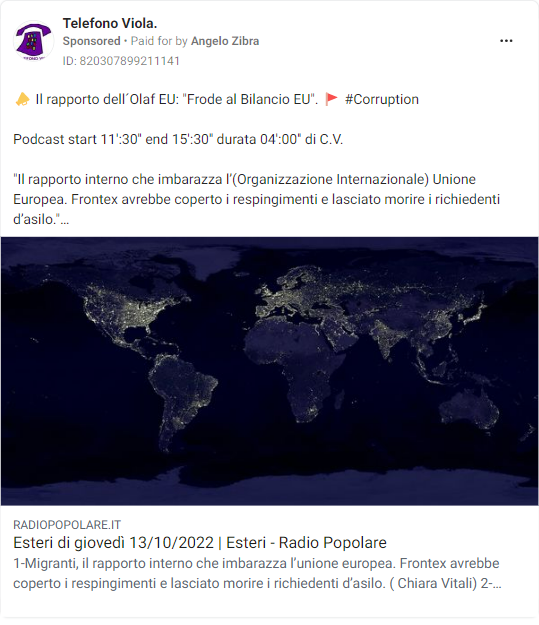 Telefono Viola.
Sponsored • Paid for by Angelo Zibra
ID: 820307899211141
Il rapporto dell´Olaf EU: "Frode al Bilancio EU". #Corruption
Podcast start 11':30" end 15':30" durata 04':00" di C.V.
"Il rapporto interno che imbarazza l’(Organizzazione Internazionale) Unione
Europea. Frontex avrebbe coperto i respingimenti e lasciato morire i richiedenti
d’asilo."...
RADIOPOPOLARE.IT
Esteri di giovedì 13/10/2022 | Esteri - Radio Popolare
1-Migranti, il rapporto interno che imbarazza l’unione europea. Frontex avrebbe
coperto i respingimenti e lasciato morire i richiedenti d’asilo. ( Chiara Vitali) 2-...